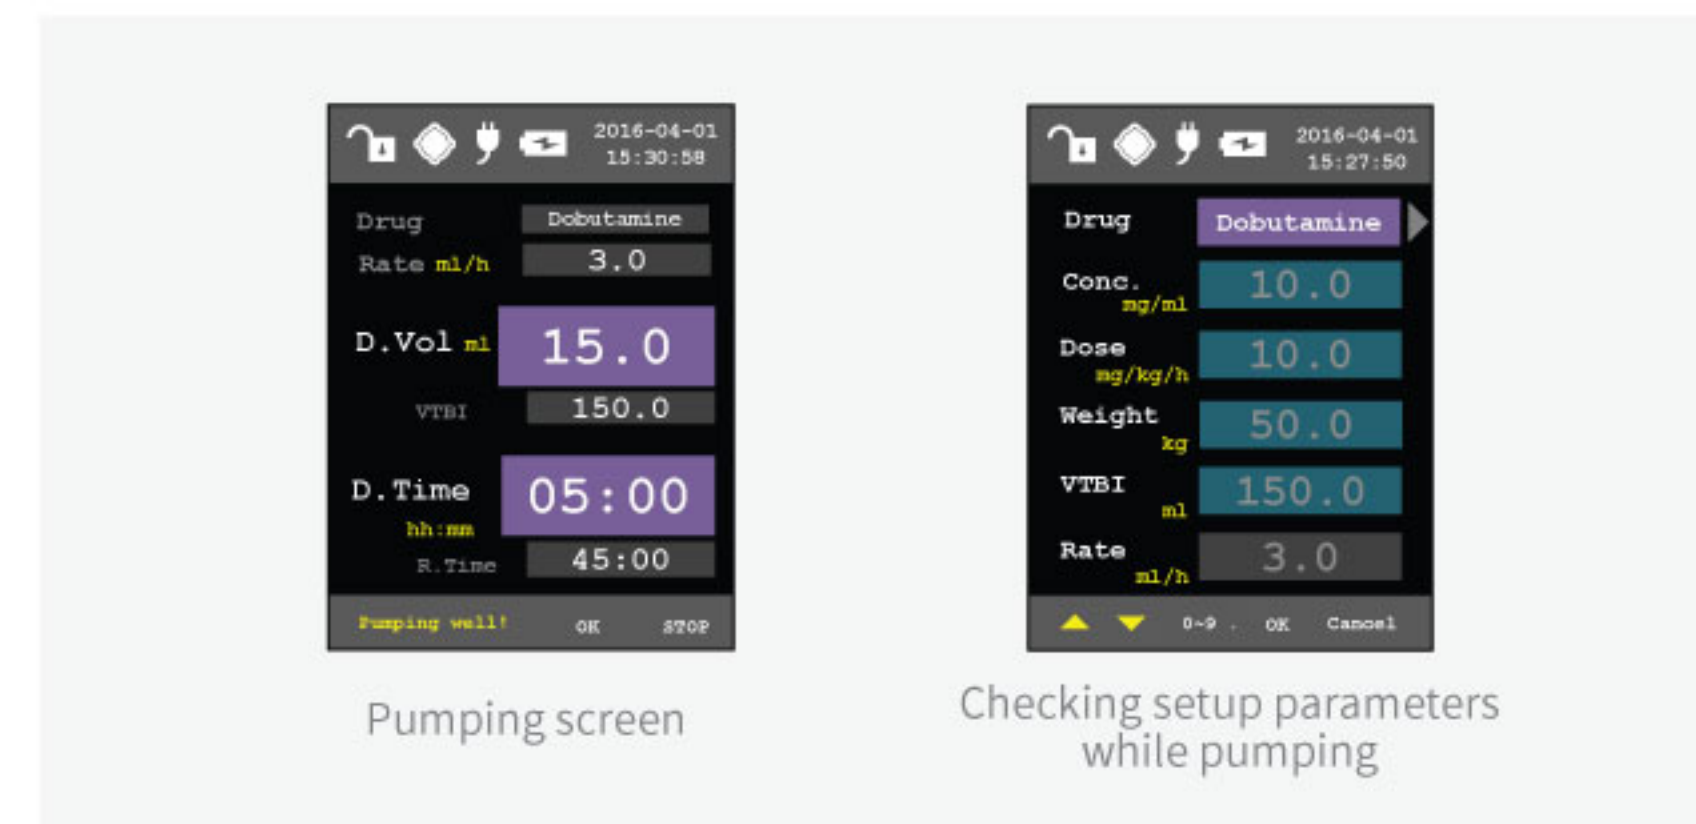 2016-04-01
15:30:58
Drug Dobutamine
Rate ml/h 3.0
D.Vol ml 15.0
VTBI 150.0
D.Time 05:00
hh:mm
R.Time 45:00
Pumping well! OK STOP
Pumping screen
2016-04-01
15:27:50
Drug Dobutamine
Conc. 10.0
mg/ml
Dose 10.0
mg/kg/h
Weight 50.0
kg
VTBI 150.0
ml
Rate 3.0
ml/h
0~9 . OK Cancel
Checking setup parameters
while pumping